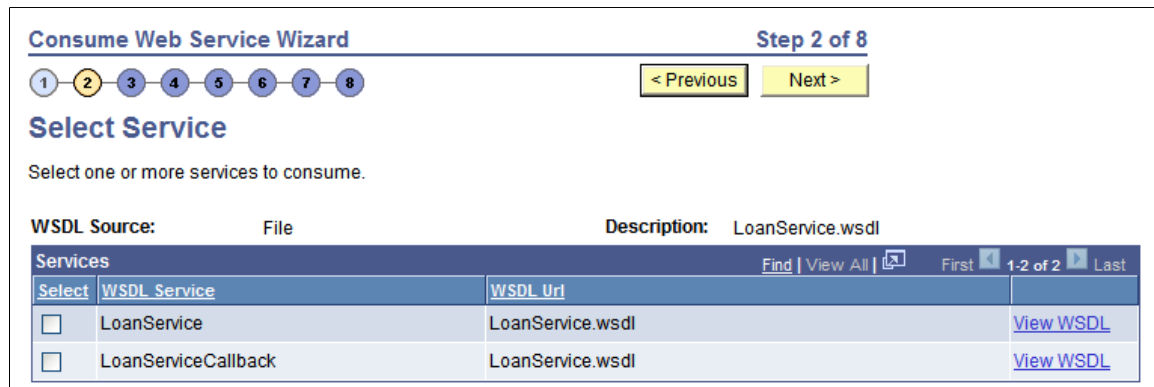 Consume Web Service Wizard Step 2 of 8
1 2 3 4 5 6 7 8 < Previous Next >
Select Service
Select one or more services to consume.
WSDL Source: File Description: LoanService.wsdl
Services Find | View All | First 1-2 of 2 Last
Select WSDL Service WSDL Url
LoanService LoanService.wsdl View WSDL
LoanServiceCallback LoanService.wsdl View WSDL